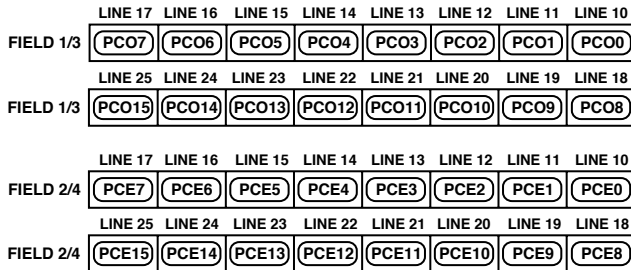 LINE 17 LINE 16 LINE 15 LINE 14 LINE 13 LINE 12 LINE 11 LINE 10
FIELD 1/3 PCO7 PCO6 PCO5 PCO4 PCO3 PCO2 PCO1 PCO0
LINE 25 LINE 24 LINE 23 LINE 22 LINE 21 LINE 20 LINE 19 LINE 18
FIELD 1/3 PCO15 PCO14 PCO13 PCO12 PCO11 PCO10 PCO9 PCO8
LINE 17 LINE 16 LINE 15 LINE 14 LINE 13 LINE 12 LINE 11 LINE 10
FIELD 2/4 PCE7 PCE6 PCE5 PCE4 PCE3 PCE2 PCE1 PCE0
LINE 25 LINE 24 LINE 23 LINE 22 LINE 21 LINE 20 LINE 19 LINE 18
FIELD 2/4 PCE15 PCE14 PCE13 PCE12 PCE11 PCE10 PCE9 PCE8